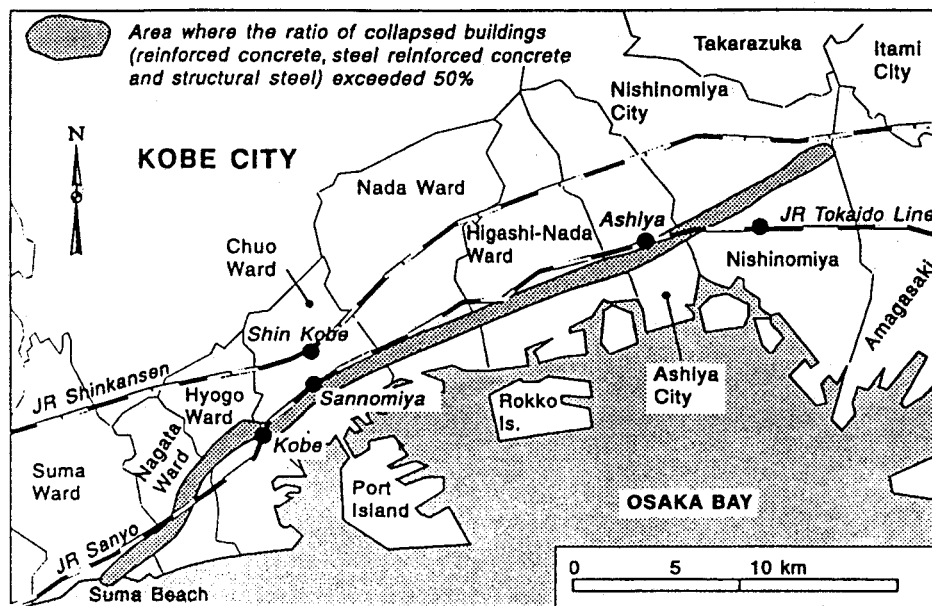 Area where the ratio of collapsed buildings
(reinforced concrete, steel reinforced concrete
and structural steel) exceeded 50%
Takarazuka
Itami
City
Nishinomiya
City
N
KOBE CITY
Nada Ward
Higashi-Nada
Ward
Ashiya
JR Tokaido Line
Chuo
Ward
Nishinomiya
Amagasaki
Shin Kobe
JR Shinkansen
Hyogo
Ward
Sannomiya
Ashiya
City
Rokko
Is.
Nagata
Ward
Kobe
Suma
Ward
Port
Island
OSAKA BAY
JR Sanyo
Suma Beach
0 5 10 km